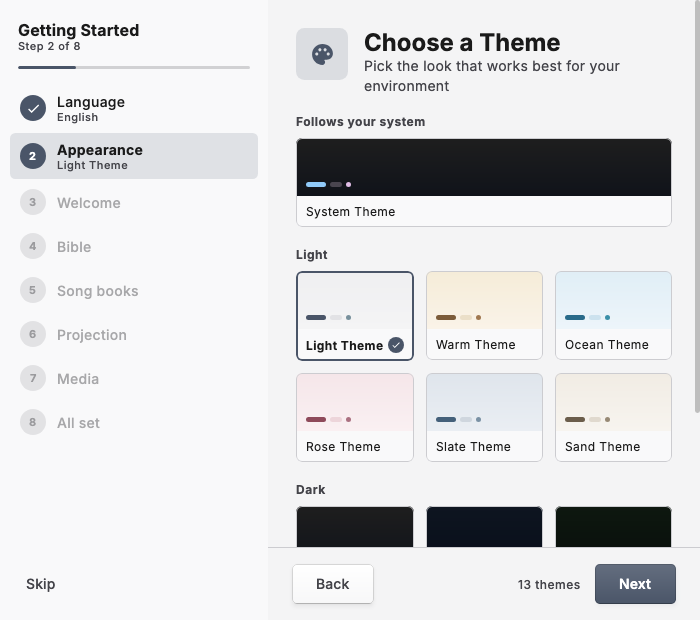 Getting Started
Step 2 of 8
Language
English
2
Appearance
Light Theme
3
Welcome
4
Bible
5
Song books
6
Projection
7
Media
8
All set
Skip
Choose a Theme
Pick the look that works best for your
environment
Follows your system
System Theme
Light
Light Theme
Warm Theme
Ocean Theme
Rose Theme
Slate Theme
Sand Theme
Dark
Back
13 themes
Next